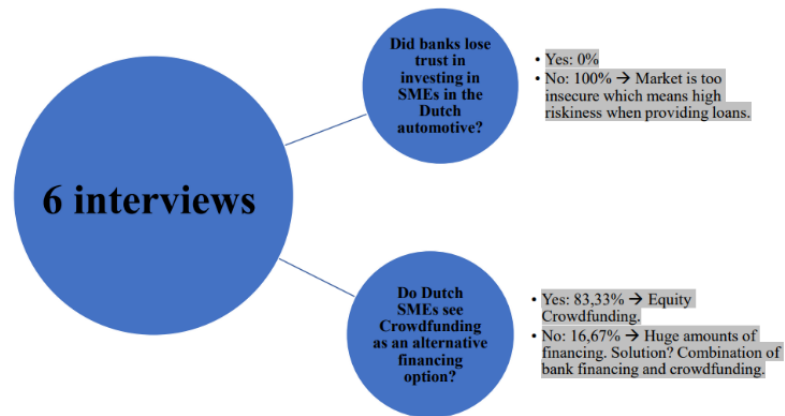 6 interviews
Did banks lose
trust in
investing in
SMEs in the
Dutch
automotive?
• Yes: 0%
• No: 100% → Market is too
insecure which means high
riskiness when providing loans.
Do Dutch
SMEs see
Crowdfunding
as an alternative
financing
option?
• Yes: 83,33% → Equity
Crowdfunding.
• No: 16,67% → Huge amounts of
financing. Solution? Combination of
bank financing and crowdfunding.